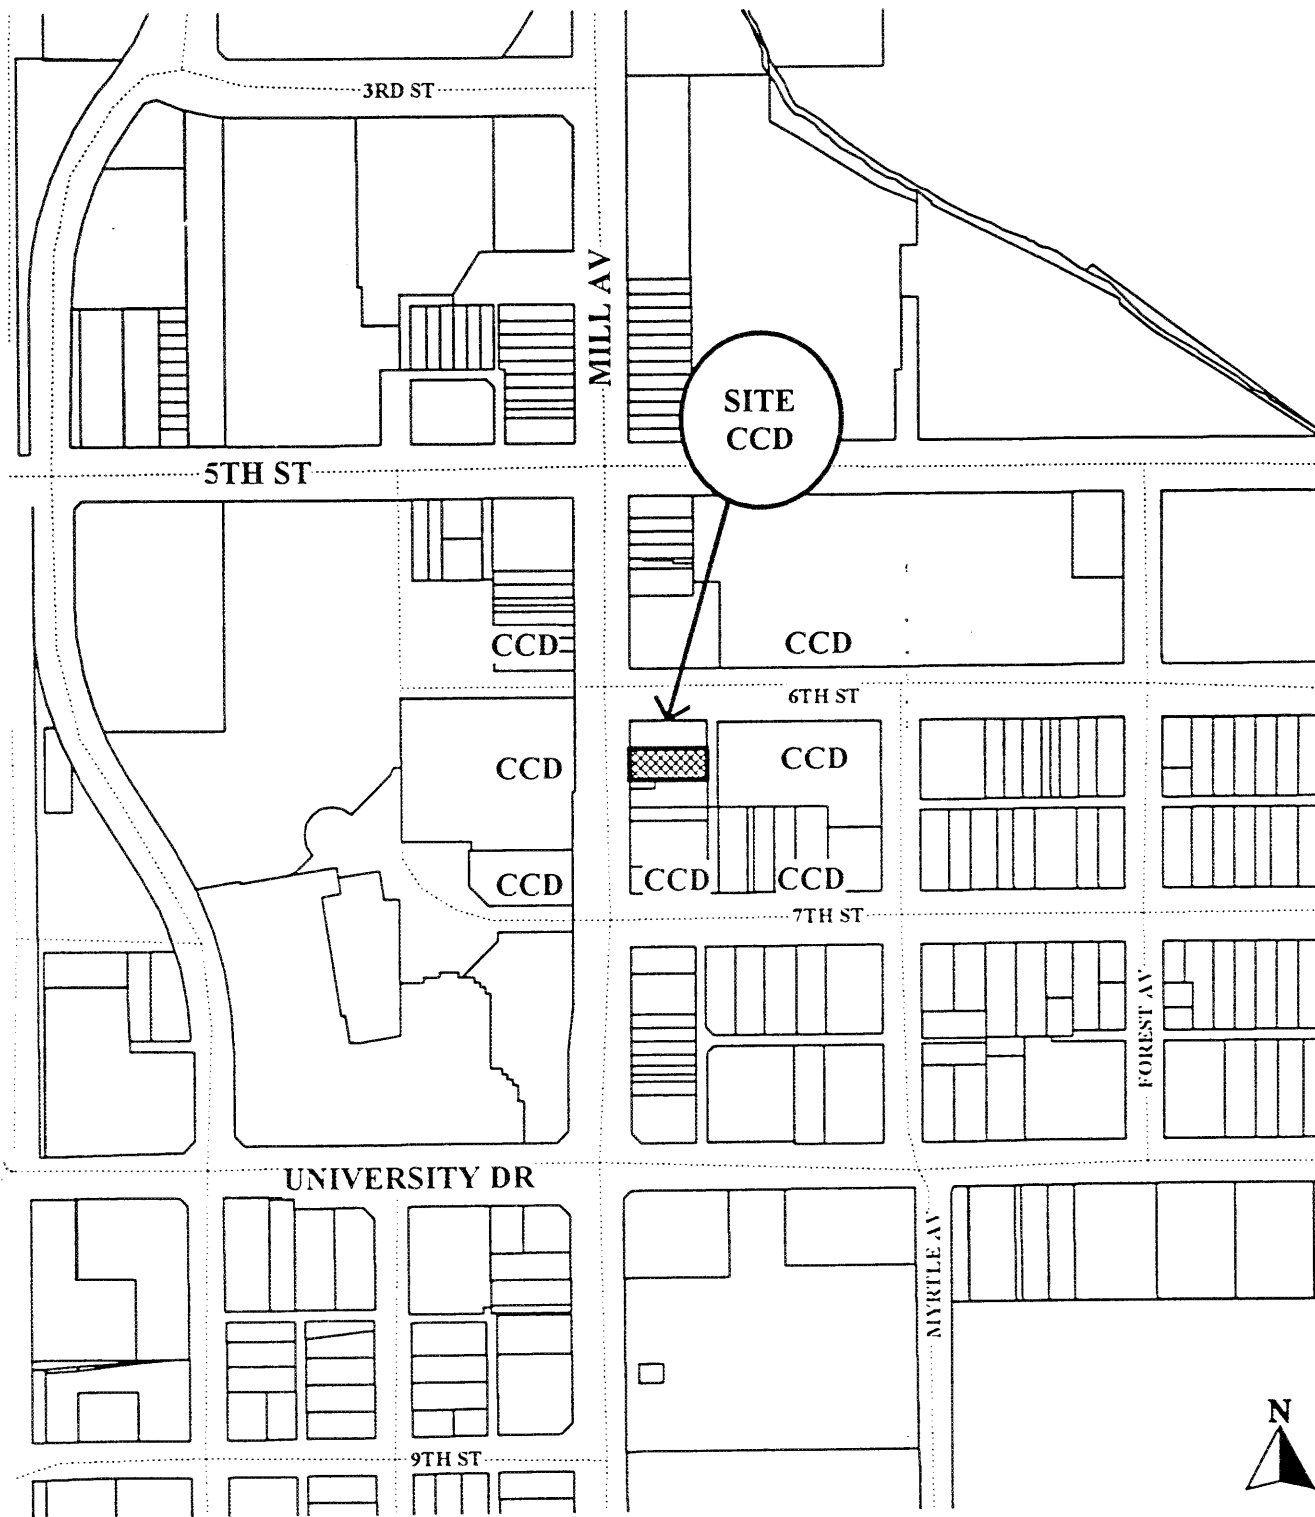 3RD ST
MILL AV
SITE
CCD
5TH ST
CCD
CCD
6TH ST
CCD
CCD
CCD
CCD
CCD
7TH ST
FOREST AV
UNIVERSITY DR
MYRTLE AV
N
9TH ST